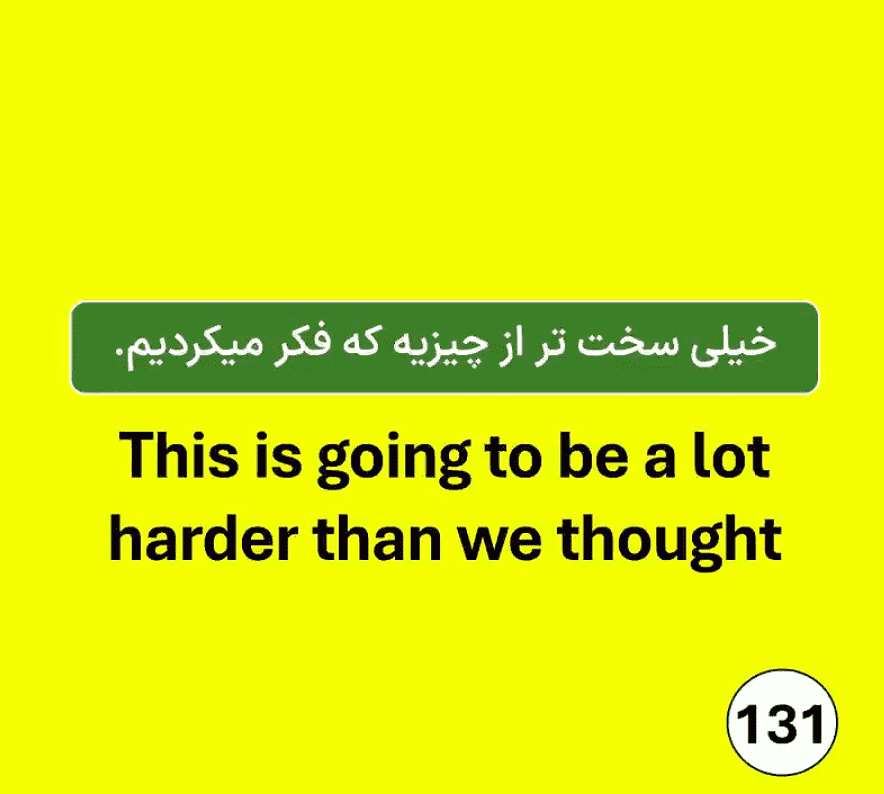 خیلی سخت تر از چیزیه که فکر میکردیم.
This is going to be a lot
harder than we thought
131